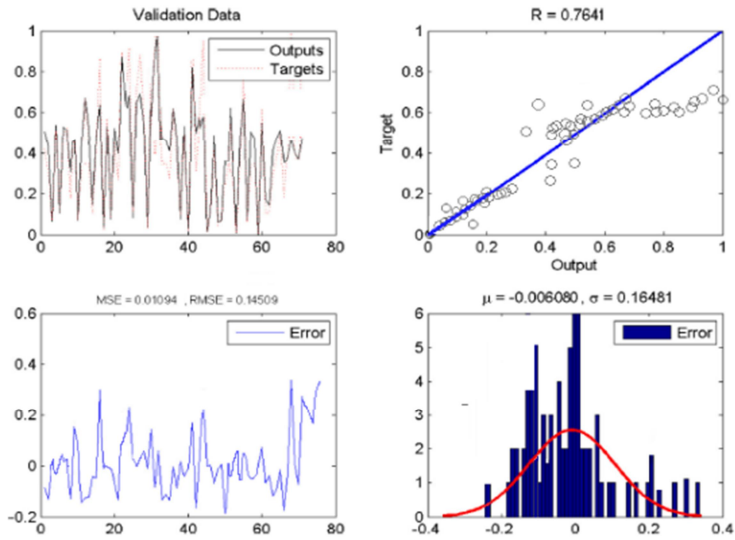 Validation Data
1
0.8
0.6
0.4
0.2
0
0 20 40 60 80
Outputs
Targets
R = 0.7641
1
0.8
0.6
0.4
0.2
0
0 0.2 0.4 0.6 0.8 1
Target
Output
MSE = 0.01094 , RMSE = 0.14509
0.6
0.4
0.2
0
-0.2
0 20 40 60 80
Error
μ = -0.006080 , σ = 0.16481
6
5
4
3
2
1
0
-0.4 -0.2 0 0.2 0.4
Error